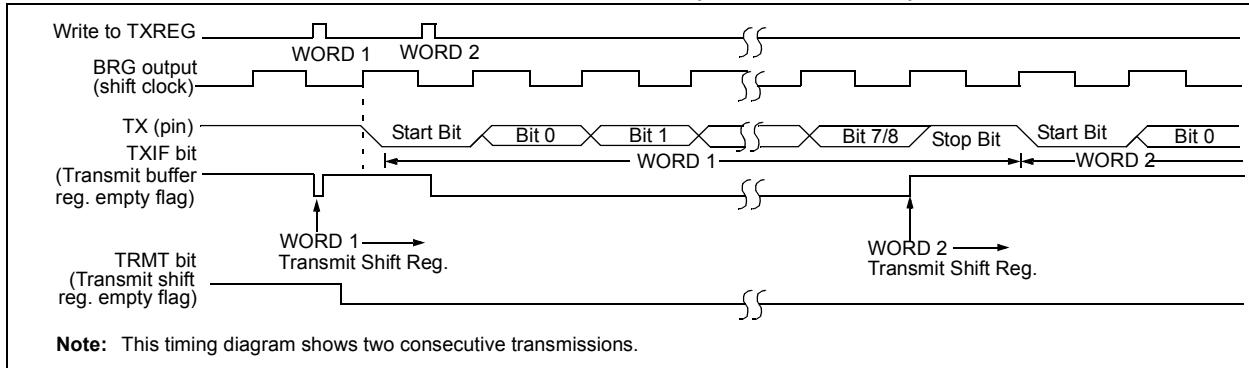 Write to TXREG
WORD 1
WORD 2
BRG output
(shift clock)
TX (pin)
Start Bit
Bit 0
Bit 1
Bit 7/8
Stop Bit
Start Bit
Bit 0
WORD 1
WORD 2
TXIF bit
(Transmit buffer
reg. empty flag)
WORD 1
Transmit Shift Reg.
WORD 2
Transmit Shift Reg.
TRMT bit
(Transmit shift
reg. empty flag)
Note: This timing diagram shows two consecutive transmissions.